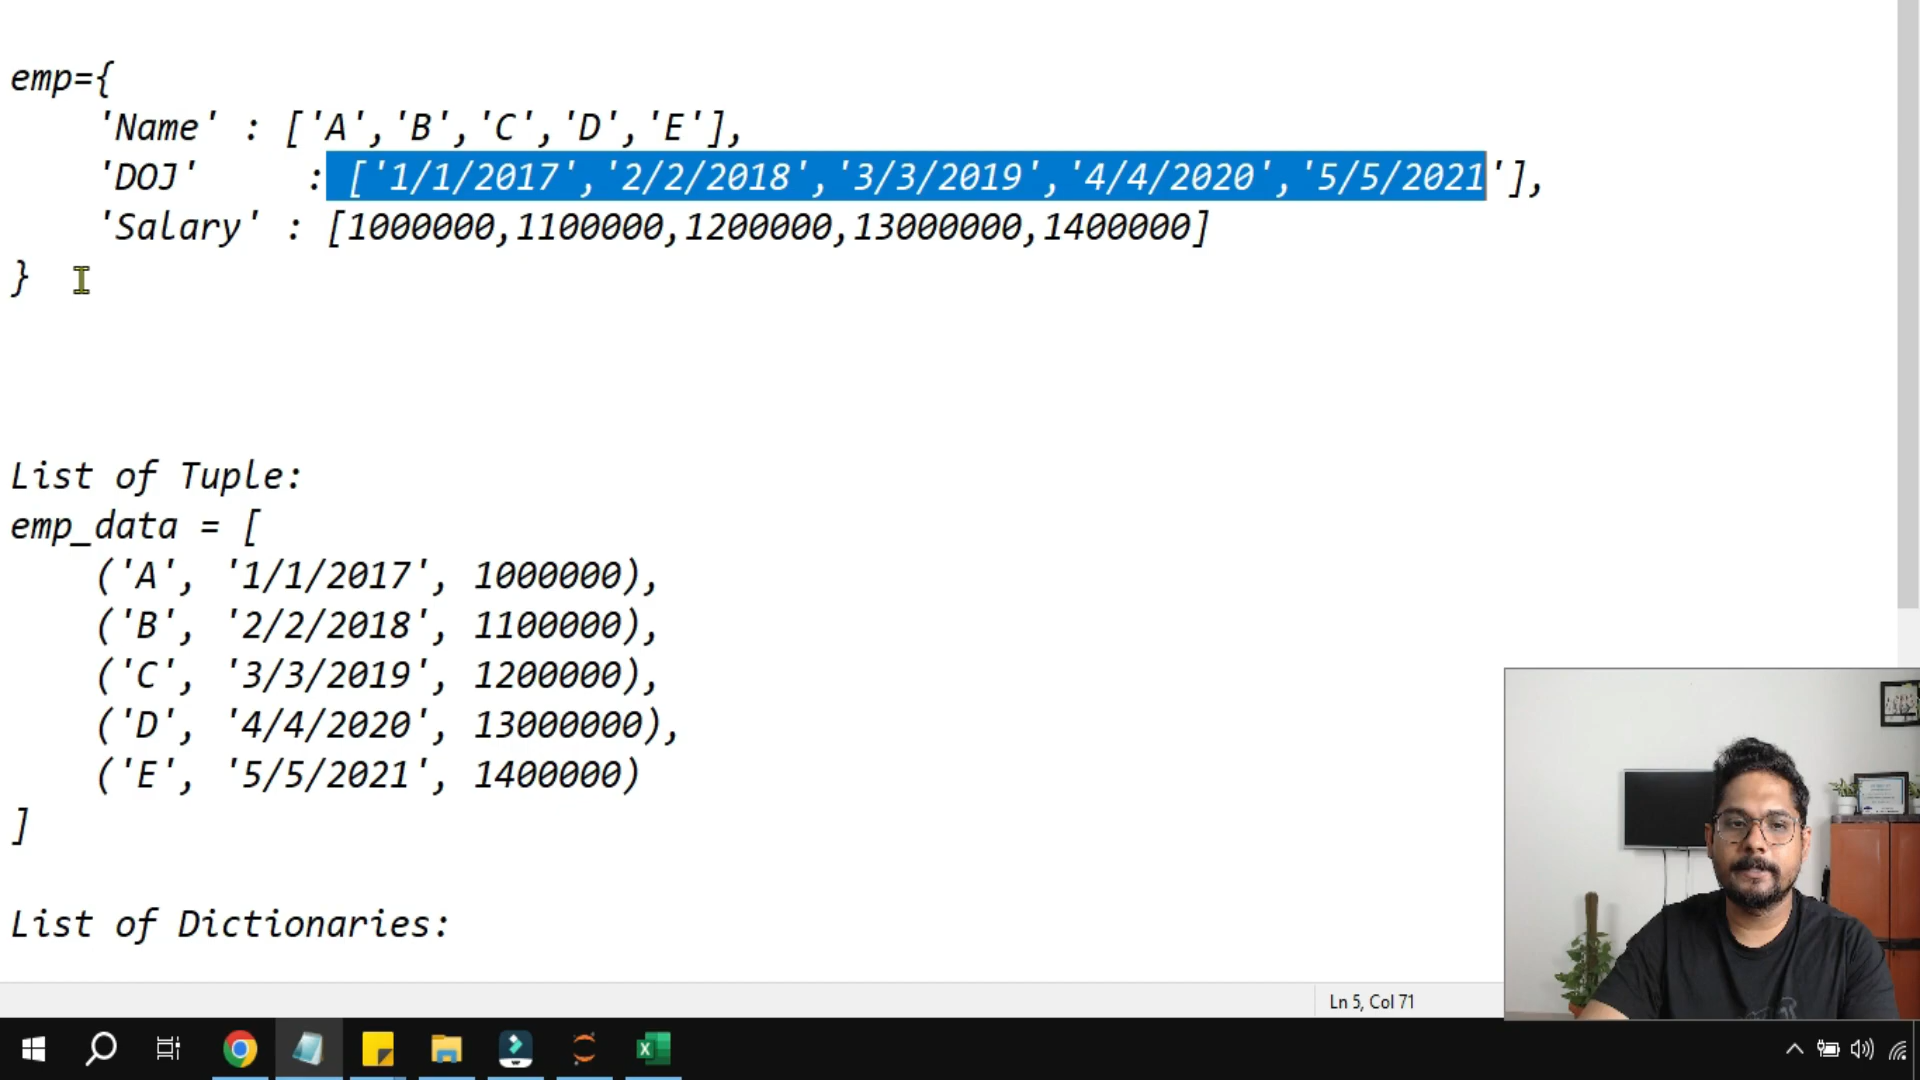 emp={
'Name' : ['A','B','C','D','E'],
'DOJ' : ['1/1/2017','2/2/2018','3/3/2019','4/4/2020','5/5/2021'],
'Salary' : [1000000,1100000,1200000,13000000,1400000]
}
List of Tuple:
emp_data = [
('A', '1/1/2017', 1000000),
('B', '2/2/2018', 1100000),
('C', '3/3/2019', 1200000),
('D', '4/4/2020', 13000000),
('E', '5/5/2021', 1400000)
]
List of Dictionaries:
Ln 5, Col 71